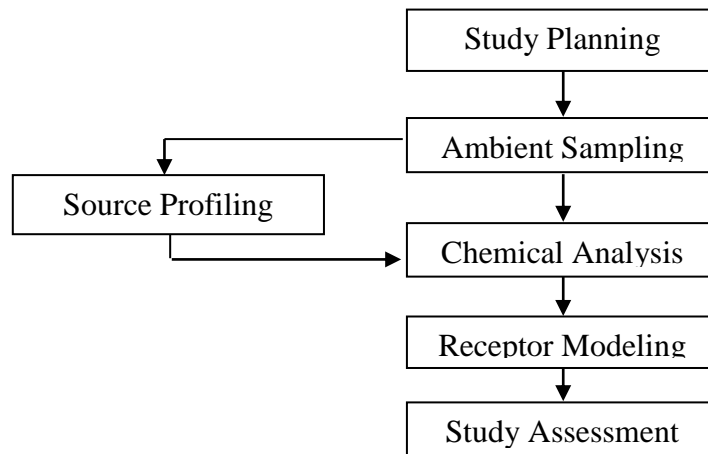 Study Planning
Ambient Sampling
Source Profiling
Chemical Analysis
Receptor Modeling
Study Assessment